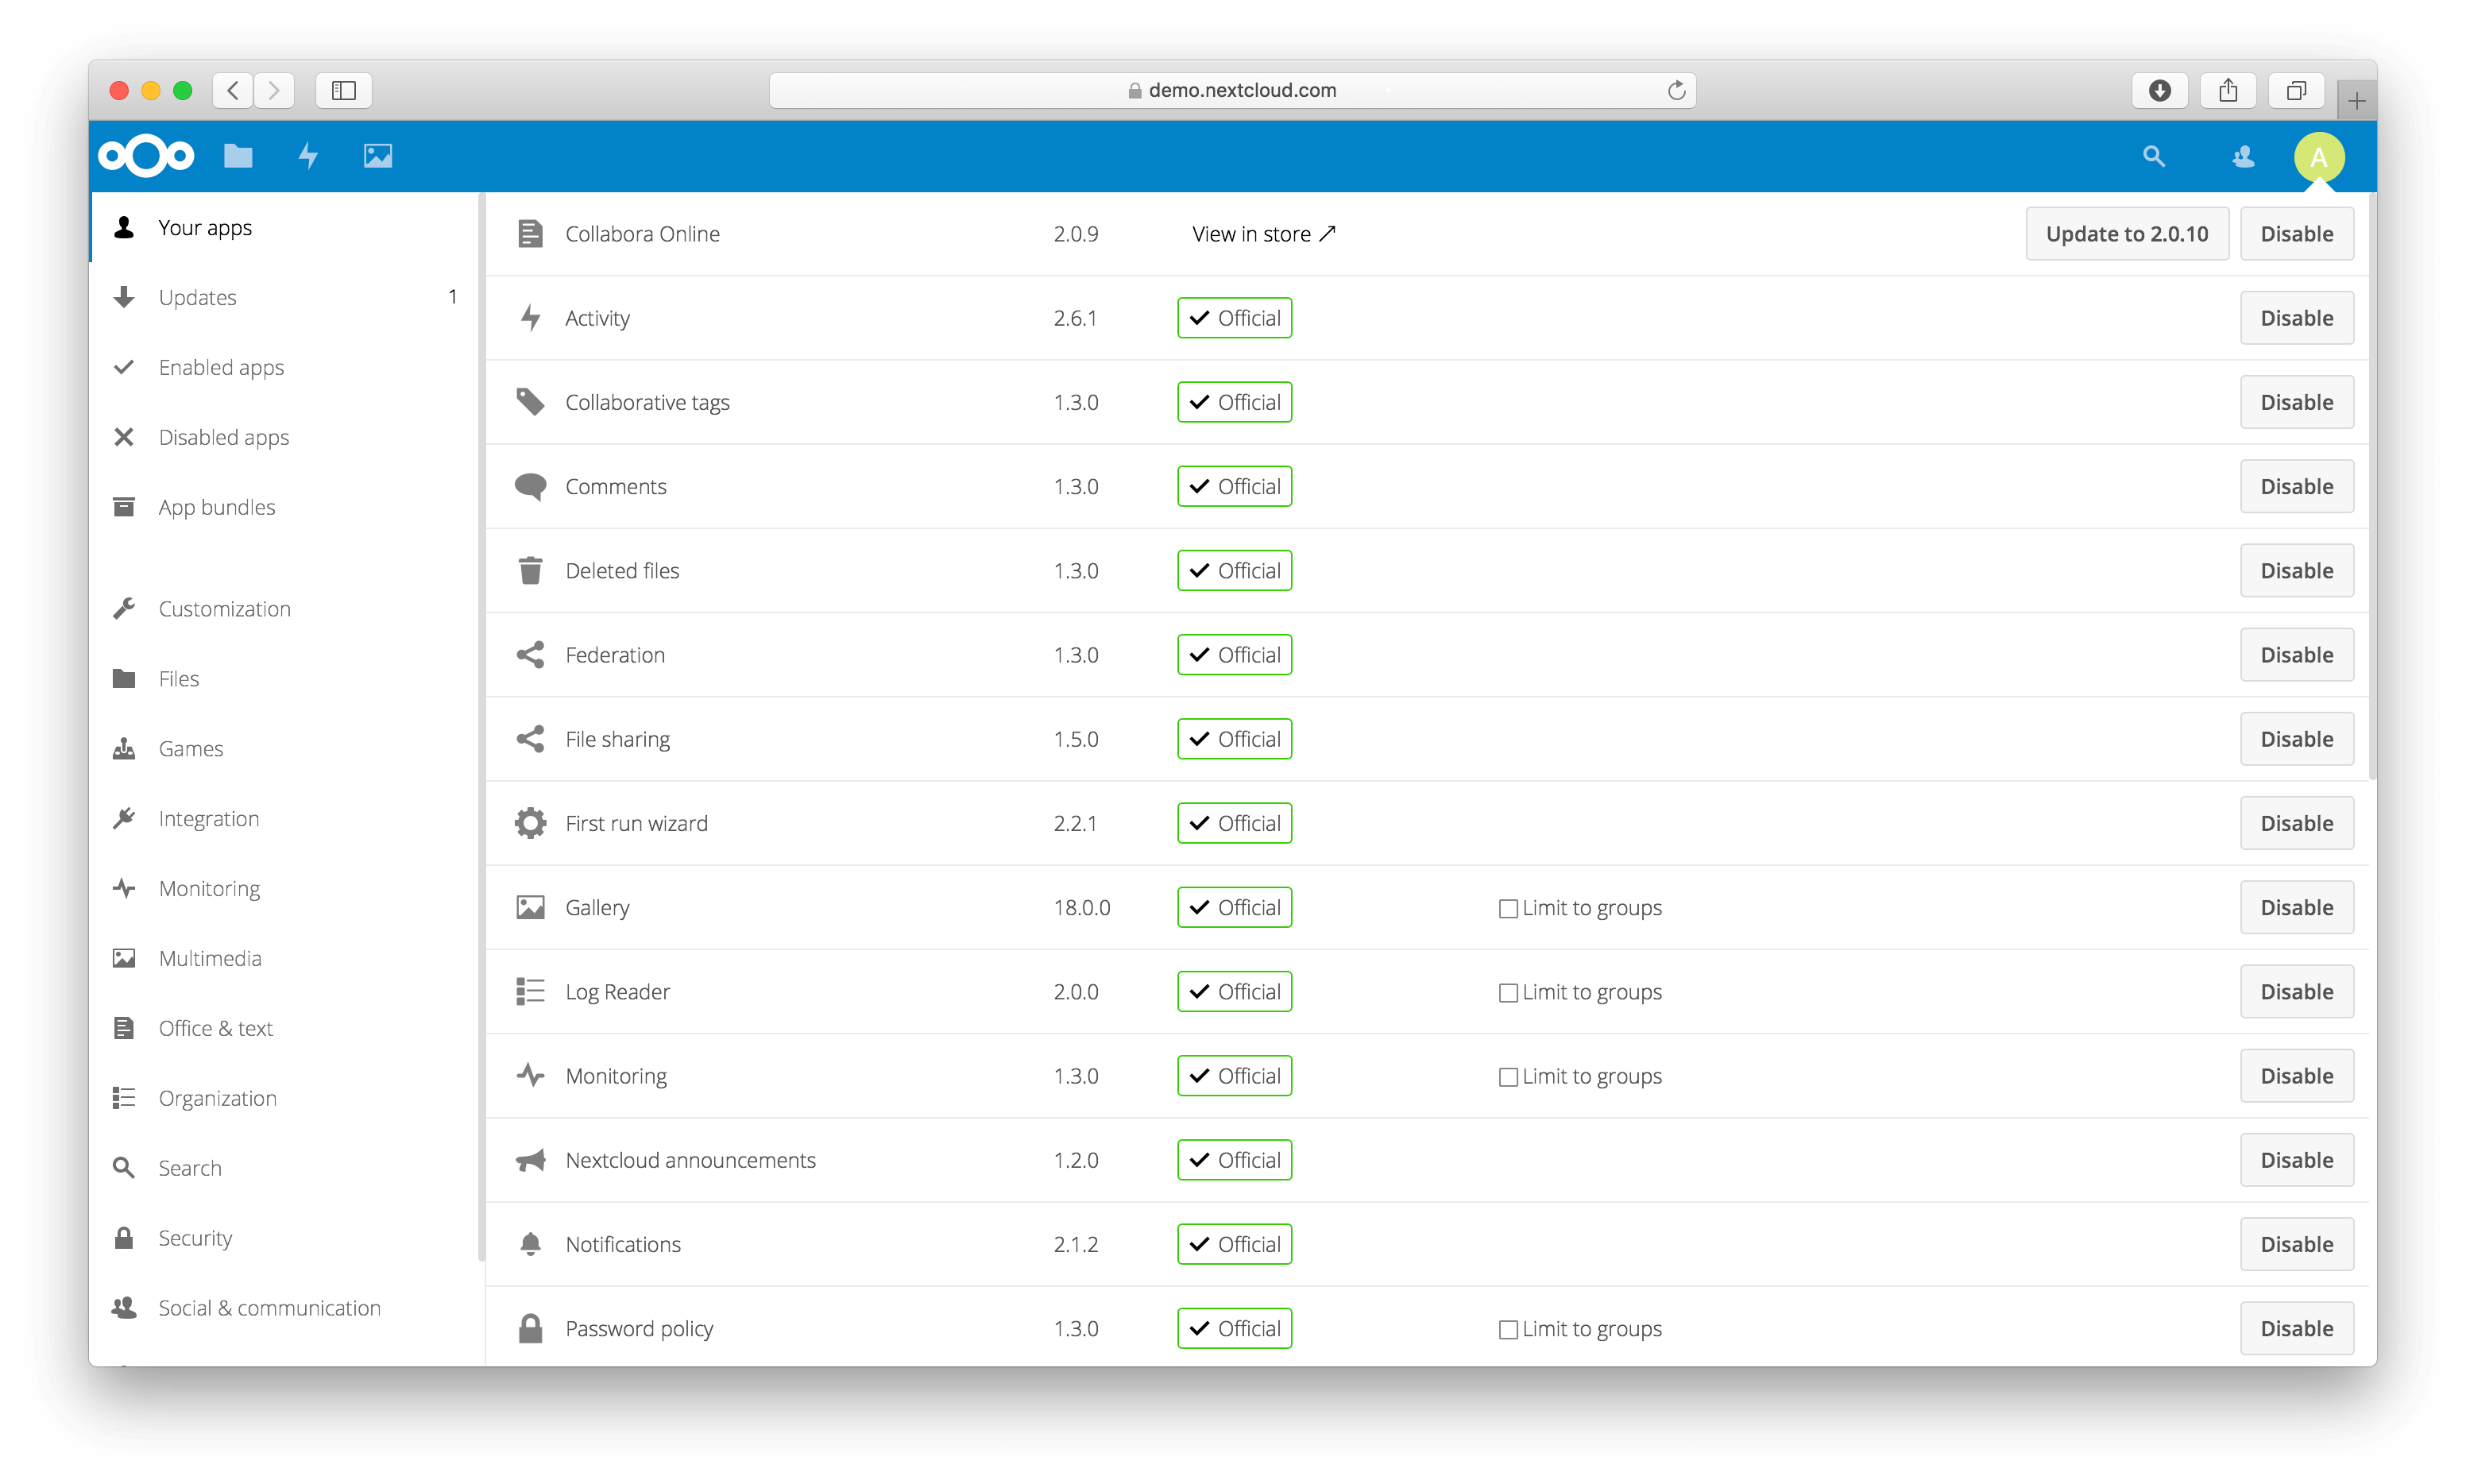 demo.nextcloud.com
A
Your apps
Updates 1
Enabled apps
Disabled apps
App bundles
Customization
Files
Games
Integration
Monitoring
Multimedia
Office & text
Organization
Search
Security
Social & communication
Collabora Online 2.0.9 View in store ↗ Update to 2.0.10 Disable
Activity 2.6.1 Official Disable
Collaborative tags 1.3.0 Official Disable
Comments 1.3.0 Official Disable
Deleted files 1.3.0 Official Disable
Federation 1.3.0 Official Disable
File sharing 1.5.0 Official Disable
First run wizard 2.2.1 Official Disable
Gallery 18.0.0 Official Limit to groups Disable
Log Reader 2.0.0 Official Limit to groups Disable
Monitoring 1.3.0 Official Limit to groups Disable
Nextcloud announcements 1.2.0 Official Disable
Notifications 2.1.2 Official Disable
Password policy 1.3.0 Official Limit to groups Disable